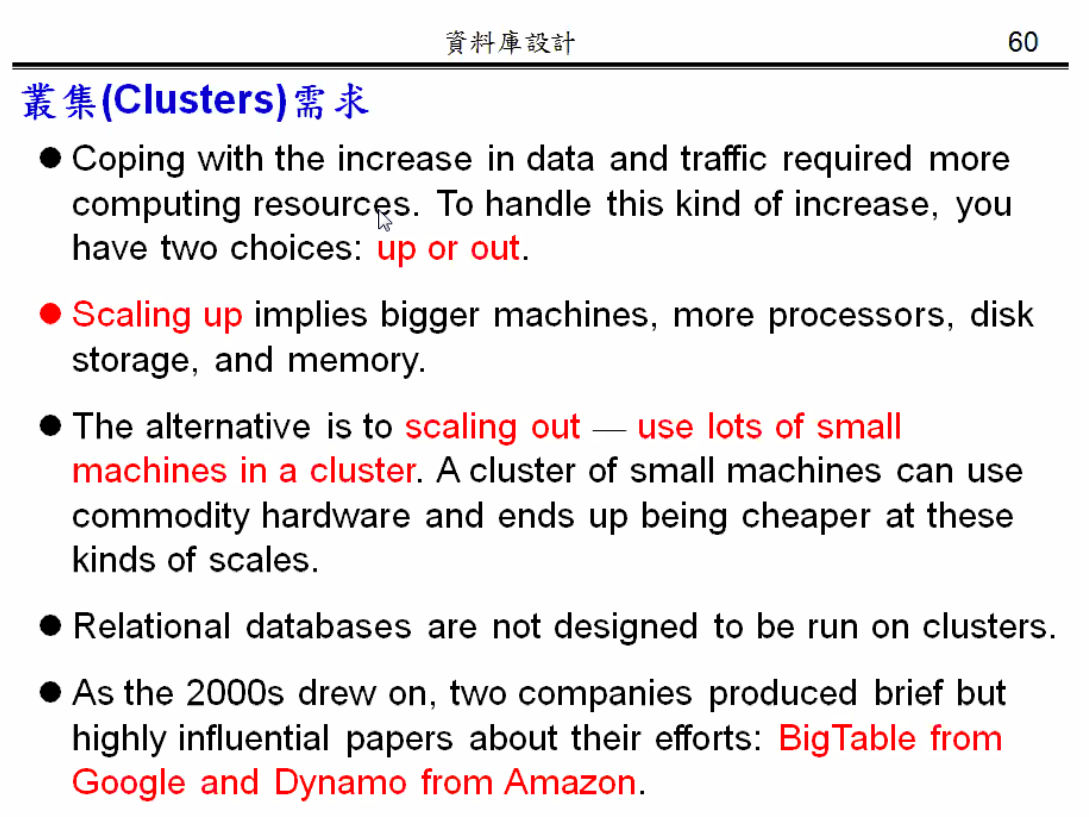 資料庫設計 60
叢集(Clusters)需求
● Coping with the increase in data and traffic required more
computing resources. To handle this kind of increase, you
have two choices: up or out.
● Scaling up implies bigger machines, more processors, disk
storage, and memory.
● The alternative is to scaling out — use lots of small
machines in a cluster. A cluster of small machines can use
commodity hardware and ends up being cheaper at these
kinds of scales.
● Relational databases are not designed to be run on clusters.
● As the 2000s drew on, two companies produced brief but
highly influential papers about their efforts: BigTable from
Google and Dynamo from Amazon.